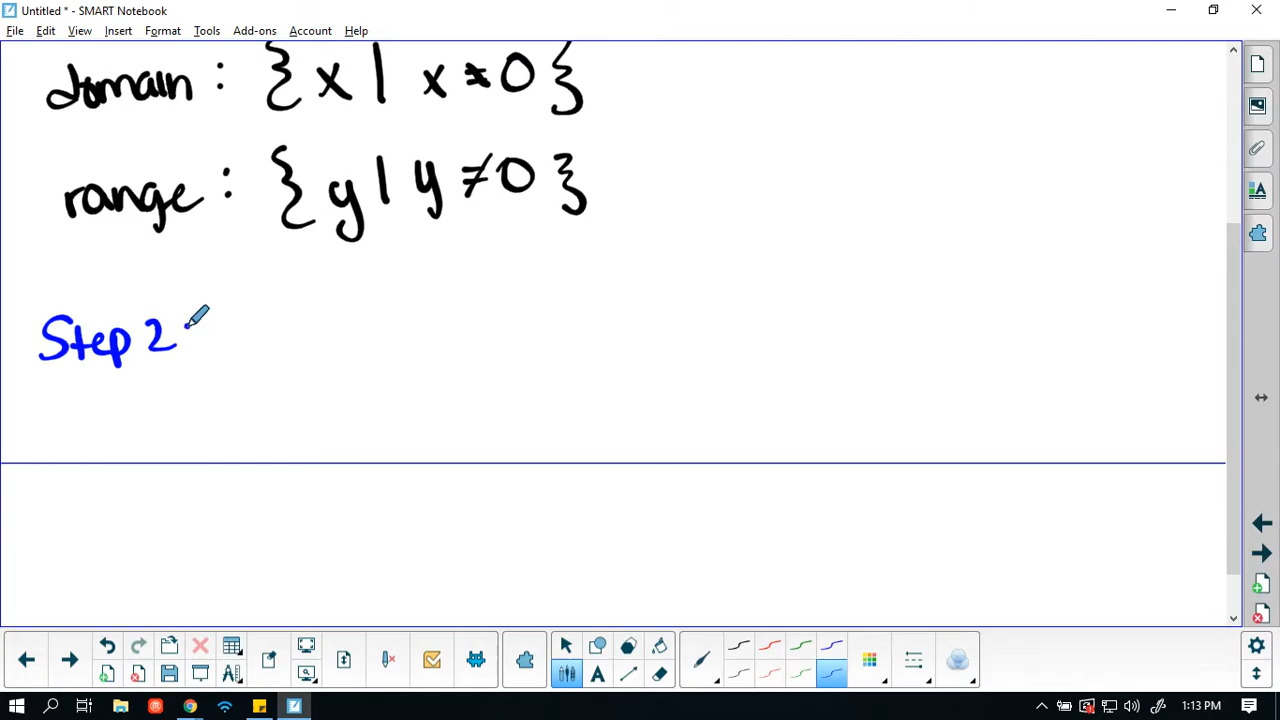 Untitled * - SMART Notebook
File Edit View Insert Format Tools Add-ons Account Help
domain : { x | x ≠ 0 }
range : { y | y ≠ 0 }
Step 2
A
1:13 PM